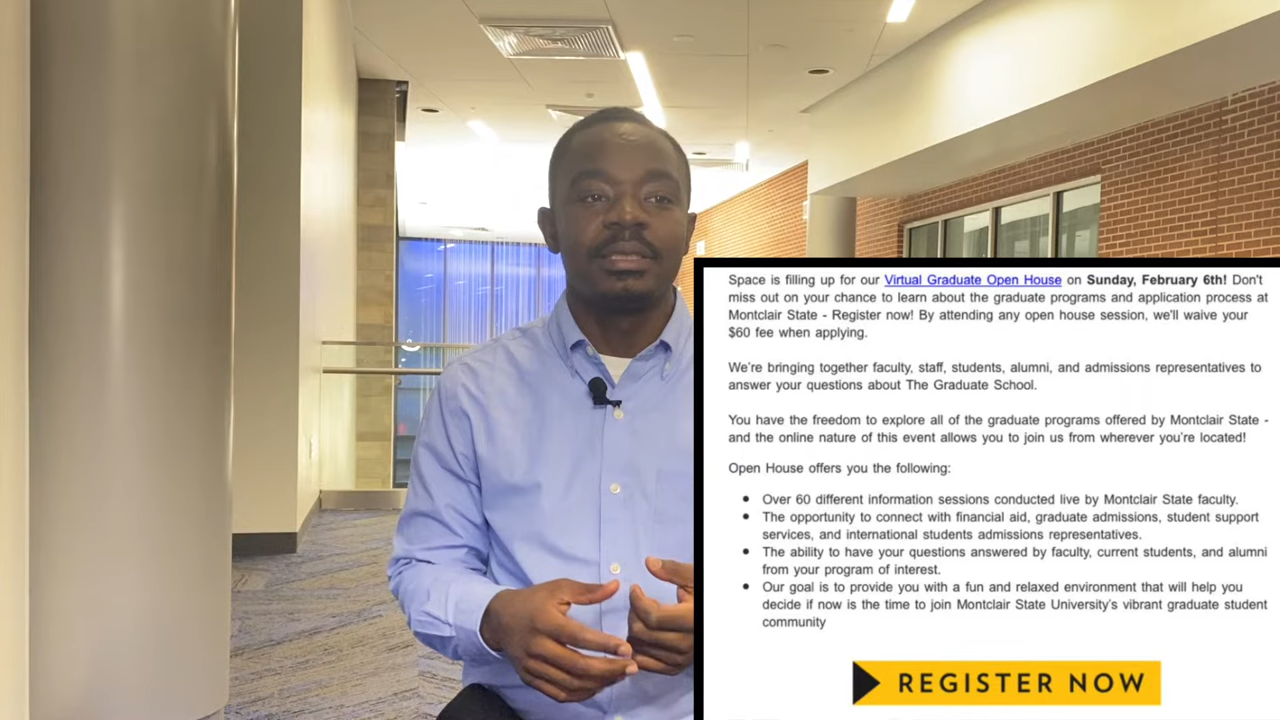 Space is filling up for our Virtual Graduate Open House on Sunday, February 6th! Don't
miss out on your chance to learn about the graduate programs and application process at
Montclair State - Register now! By attending any open house session, we'll waive your
$60 fee when applying.
We're bringing together faculty, staff, students, alumni, and admissions representatives to
answer your questions about The Graduate School.
You have the freedom to explore all of the graduate programs offered by Montclair State -
and the online nature of this event allows you to join us from wherever you're located!
Open House offers you the following:
• Over 60 different information sessions conducted live by Montclair State faculty.
• The opportunity to connect with financial aid, graduate admissions, student support
services, and international students admissions representatives.
• The ability to have your questions answered by faculty, current students, and alumni
from your program of interest.
• Our goal is to provide you with a fun and relaxed environment that will help you
decide if now is the time to join Montclair State University's vibrant graduate student
community
REGISTER NOW